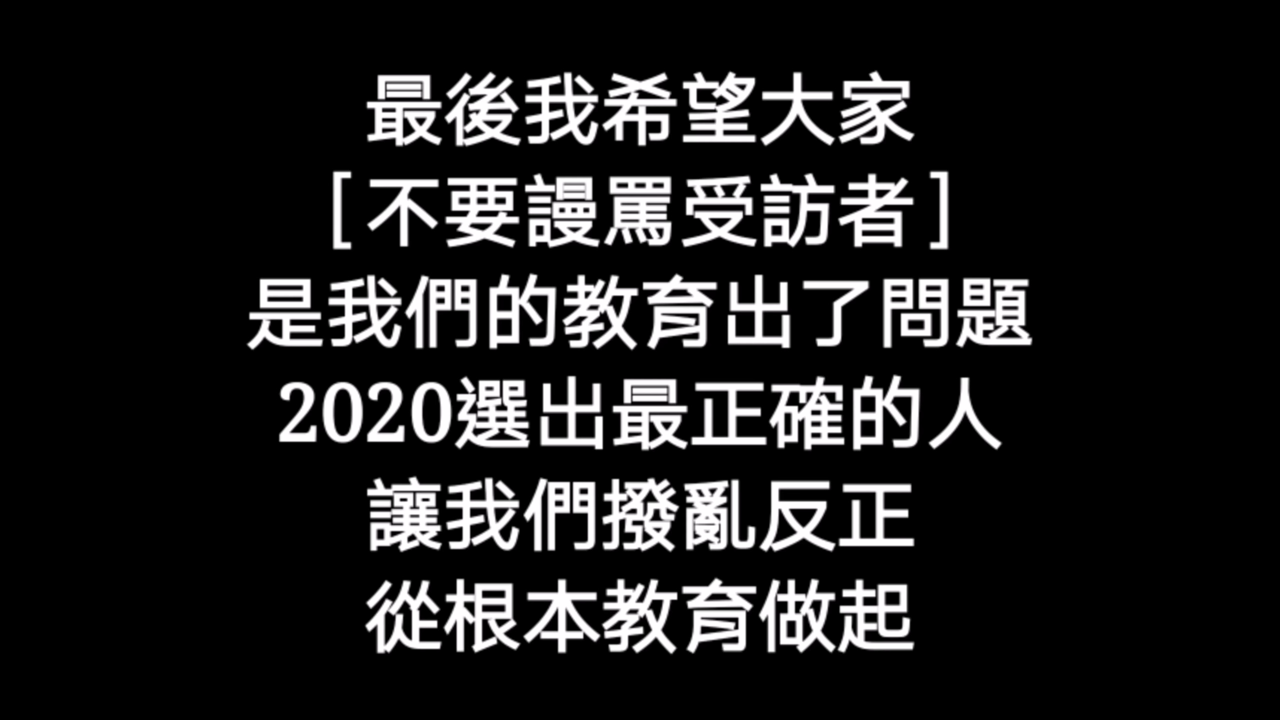 最後我希望大家
[不要謾罵受訪者]
是我們的教育出了問題
2020選出最正確的人
讓我們撥亂反正
從根本教育做起